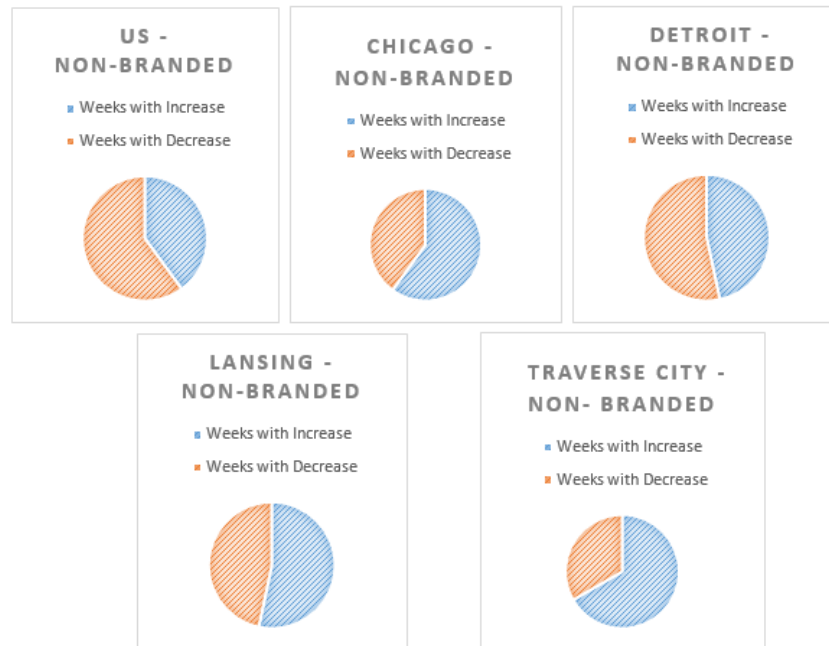 US -
NON-BRANDED
Weeks with Increase
Weeks with Decrease
CHICAGO -
NON-BRANDED
Weeks with Increase
Weeks with Decrease
DETROIT -
NON-BRANDED
Weeks with Increase
Weeks with Decrease
LANSING -
NON-BRANDED
Weeks with Increase
Weeks with Decrease
TRAVERSE CITY -
NON- BRANDED
Weeks with Increase
Weeks with Decrease